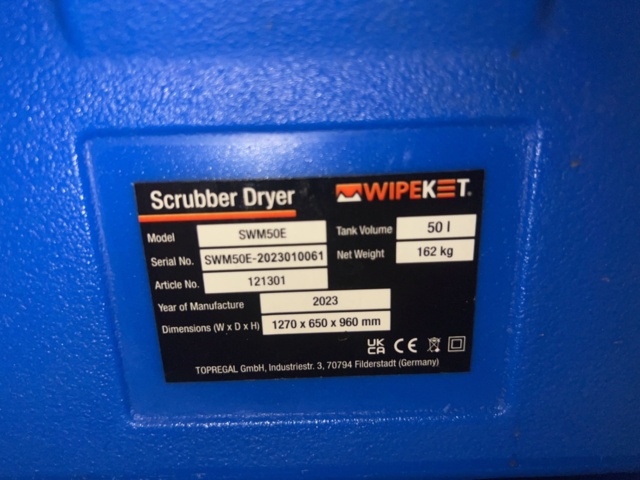 Scrubber Dryer
WIPEKET
Model SWM50E
Tank Volume 50 l
Serial No. SWM50E-2023010061
Net Weight 162 kg
Article No. 121301
Year of Manufacture 2023
Dimensions (W x D x H) 1270 x 650 x 960 mm
UK
CA
CE
TOPREGAL GmbH, Industriestr. 3, 70794 Filderstadt (Germany)